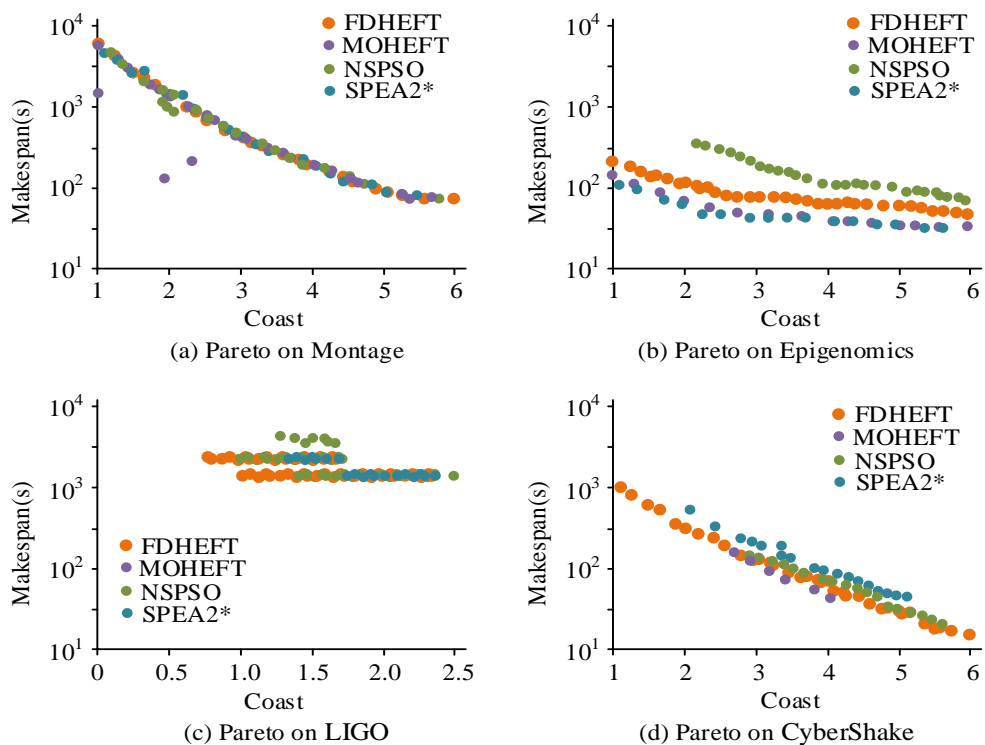 10^4
10^3
10^2
10^1
Makespan(s)
FDHEFT
MOHEFT
NSPSO
SPEA2*
1 2 3 4 5 6
Coast
(a) Pareto on Montage
10^4
10^3
10^2
10^1
Makespan(s)
FDHEFT
MOHEFT
NSPSO
SPEA2*
1 2 3 4 5 6
Coast
(b) Pareto on Epigenomics
10^4
10^3
10^2
10^1
Makespan(s)
FDHEFT
MOHEFT
NSPSO
SPEA2*
0 0.5 1.0 1.5 2.0 2.5
Coast
(c) Pareto on LIGO
10^4
10^3
10^2
10^1
Makespan(s)
FDHEFT
MOHEFT
NSPSO
SPEA2*
1 2 3 4 5 6
Coast
(d) Pareto on CyberShake